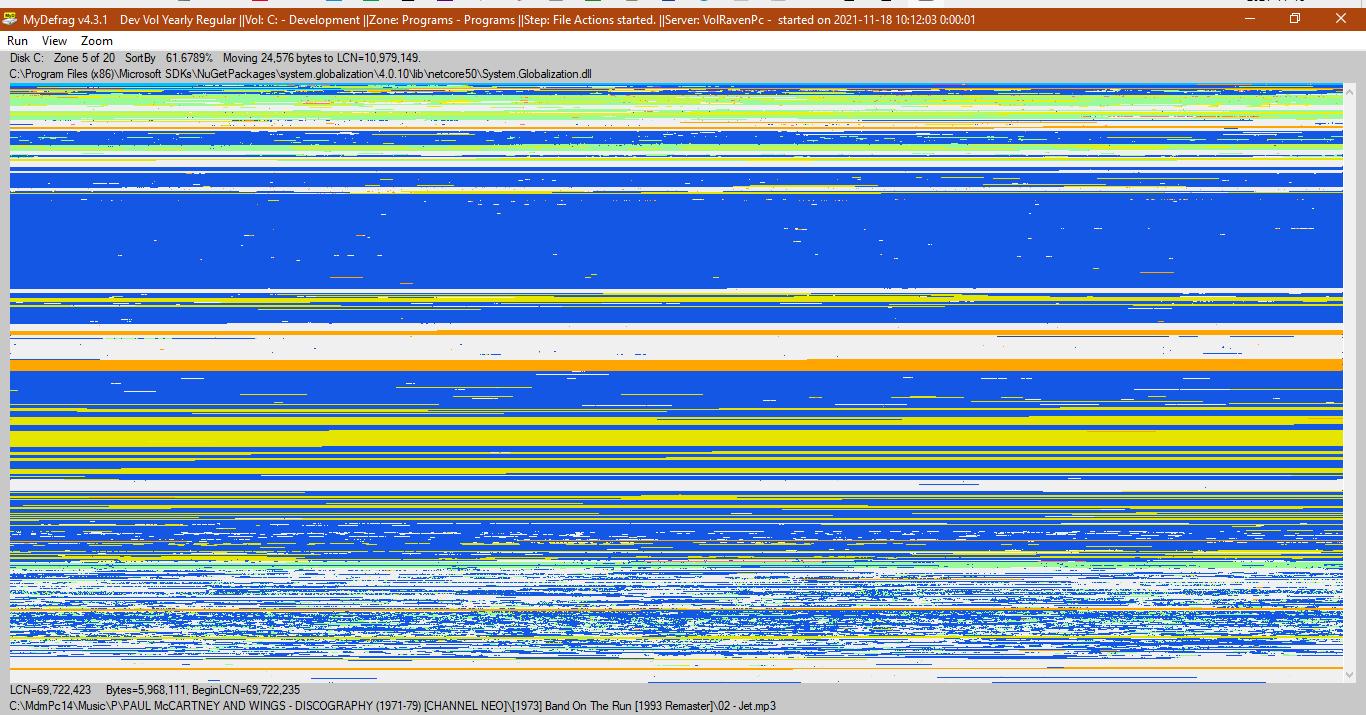 MyDefrag v4.3.1 Dev Vol Yearly Regular ||Vol: C: - Development ||Zone: Programs - Programs ||Step: File Actions started. ||Server: VolRavenPc - started on 2021-11-18 10:12:03 0:00:01
Run View Zoom
Disk C: Zone 5 of 20 SortBy 61.6789% Moving 24,576 bytes to LCN=10,979,149.
C:\Program Files (x86)\Microsoft SDKs\NuGetPackages\system.globalization\4.0.10\lib\netcore50\System.Globalization.dll
LCN=69,722,423 Bytes=5,968,111, BeginLCN=69,722,235
C:\MdmPc14\Music\P\PAUL McCARTNEY AND WINGS - DISCOGRAPHY (1971-79) [CHANNEL NEO]\[1973] Band On The Run [1993 Remaster]\02 - Jet.mp3